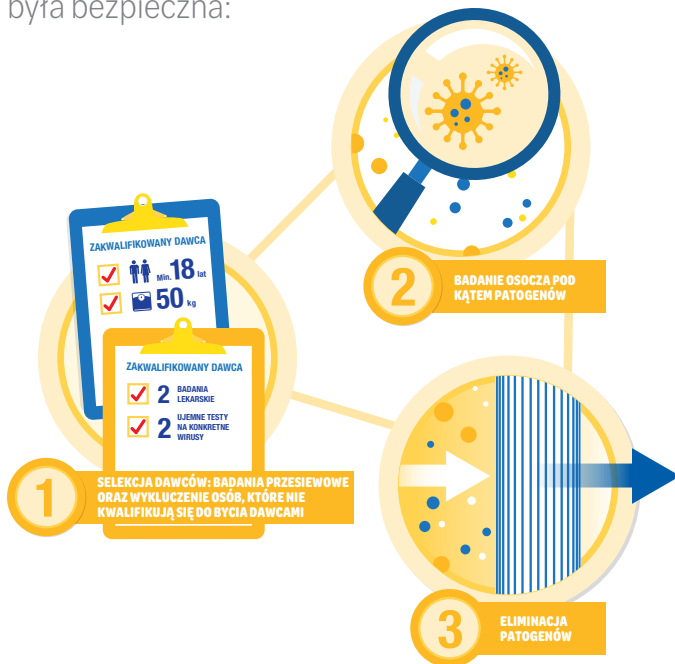 była bezpieczna:
ZAKWALIFIKOWANY DAWCA
Min. 18 lat
50 kg
ZAKWALIFIKOWANY DAWCA
2 BADANIA
LEKARSKIE
2 UJEMNE TESTY
NA KONKRETNE
WIRUSY
1
SELEKCJA DAWCÓW: BADANIA PRZESIEWOWE
ORAZ WYKLUCZENIE OSÓB, KTÓRE NIE
KWALIFIKUJĄ SIĘ DO BYCIA DAWCAMI
2
BADANIE OSOCZA POD
KĄTEM PATOGENÓW
3
ELIMINACJA
PATOGENÓW